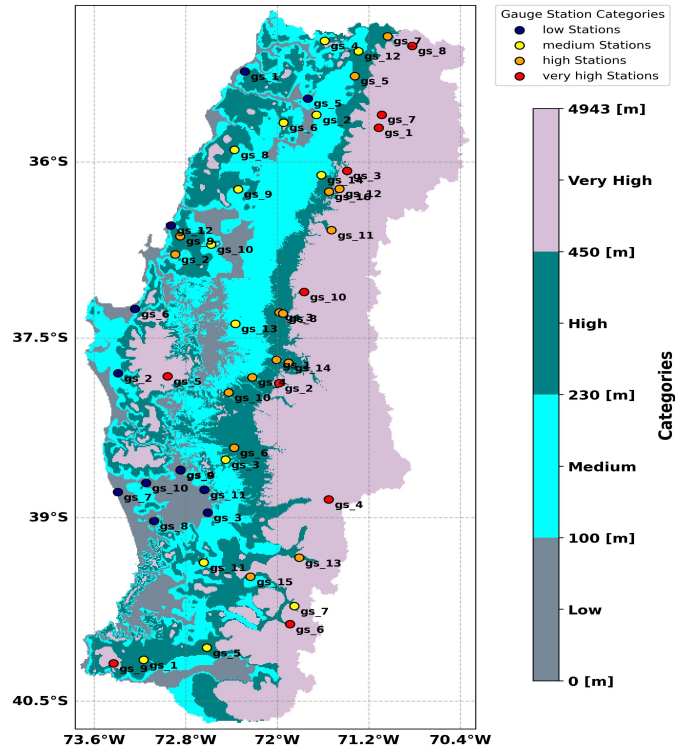 Gauge Station Categories
low Stations
medium Stations
high Stations
very high Stations
gs_4
gs_7
gs_8
gs_12
gs_1
gs_5
gs_5
gs_2
gs_7
gs_6
gs_1
36°S
gs_8
gs_3
gs_14
gs_12
gs_9
gs_16
gs_12
gs_9
gs_11
gs_10
gs_2
gs_10
gs_6
gs_3
gs_8
gs_13
37.5°S
gs_14
gs_2
gs_5
gs_4
gs_2
gs_10
gs_6
gs_3
gs_9
gs_10
gs_11
gs_7
gs_4
gs_3
39°S
gs_8
gs_11
gs_13
gs_15
gs_7
gs_6
gs_5
gs_9
gs_1
40.5°S
73.6°W
72.8°W
72°W
71.2°W
70.4°W
4943 [m]
Very High
450 [m]
High
230 [m]
Medium
100 [m]
Low
0 [m]
Categories